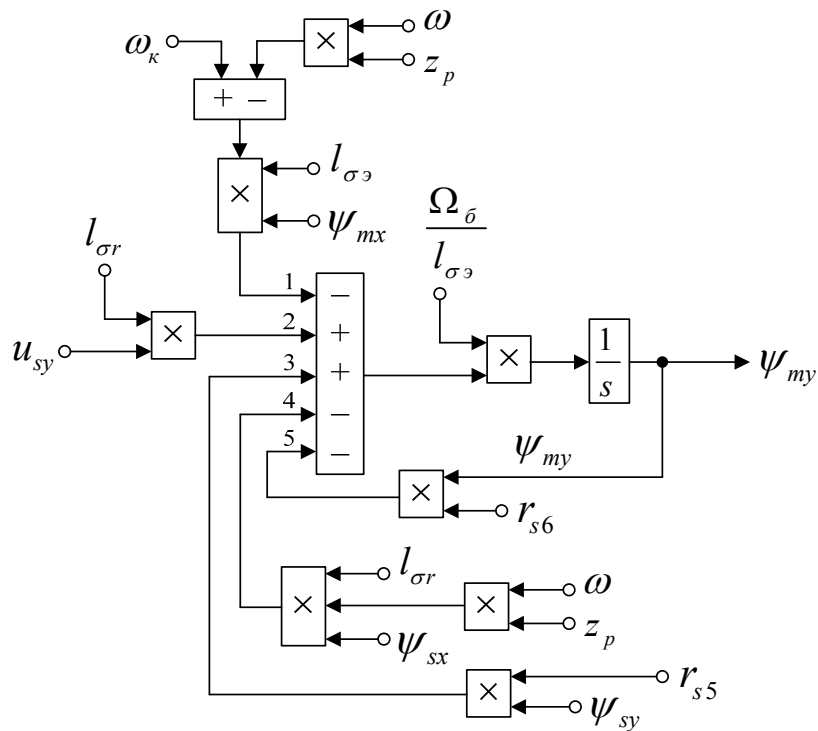 ω
ω_к
×
z_p
+ −
l_σэ
×
ψ_mx
Ω_б
l_σэ
l_σr
1
−
×
2
+
u_sy
3
+
×
1
s
ψ_my
4
−
5
−
ψ_my
×
r_s6
l_σr
ω
×
×
z_p
ψ_sx
r_s5
×
ψ_sy